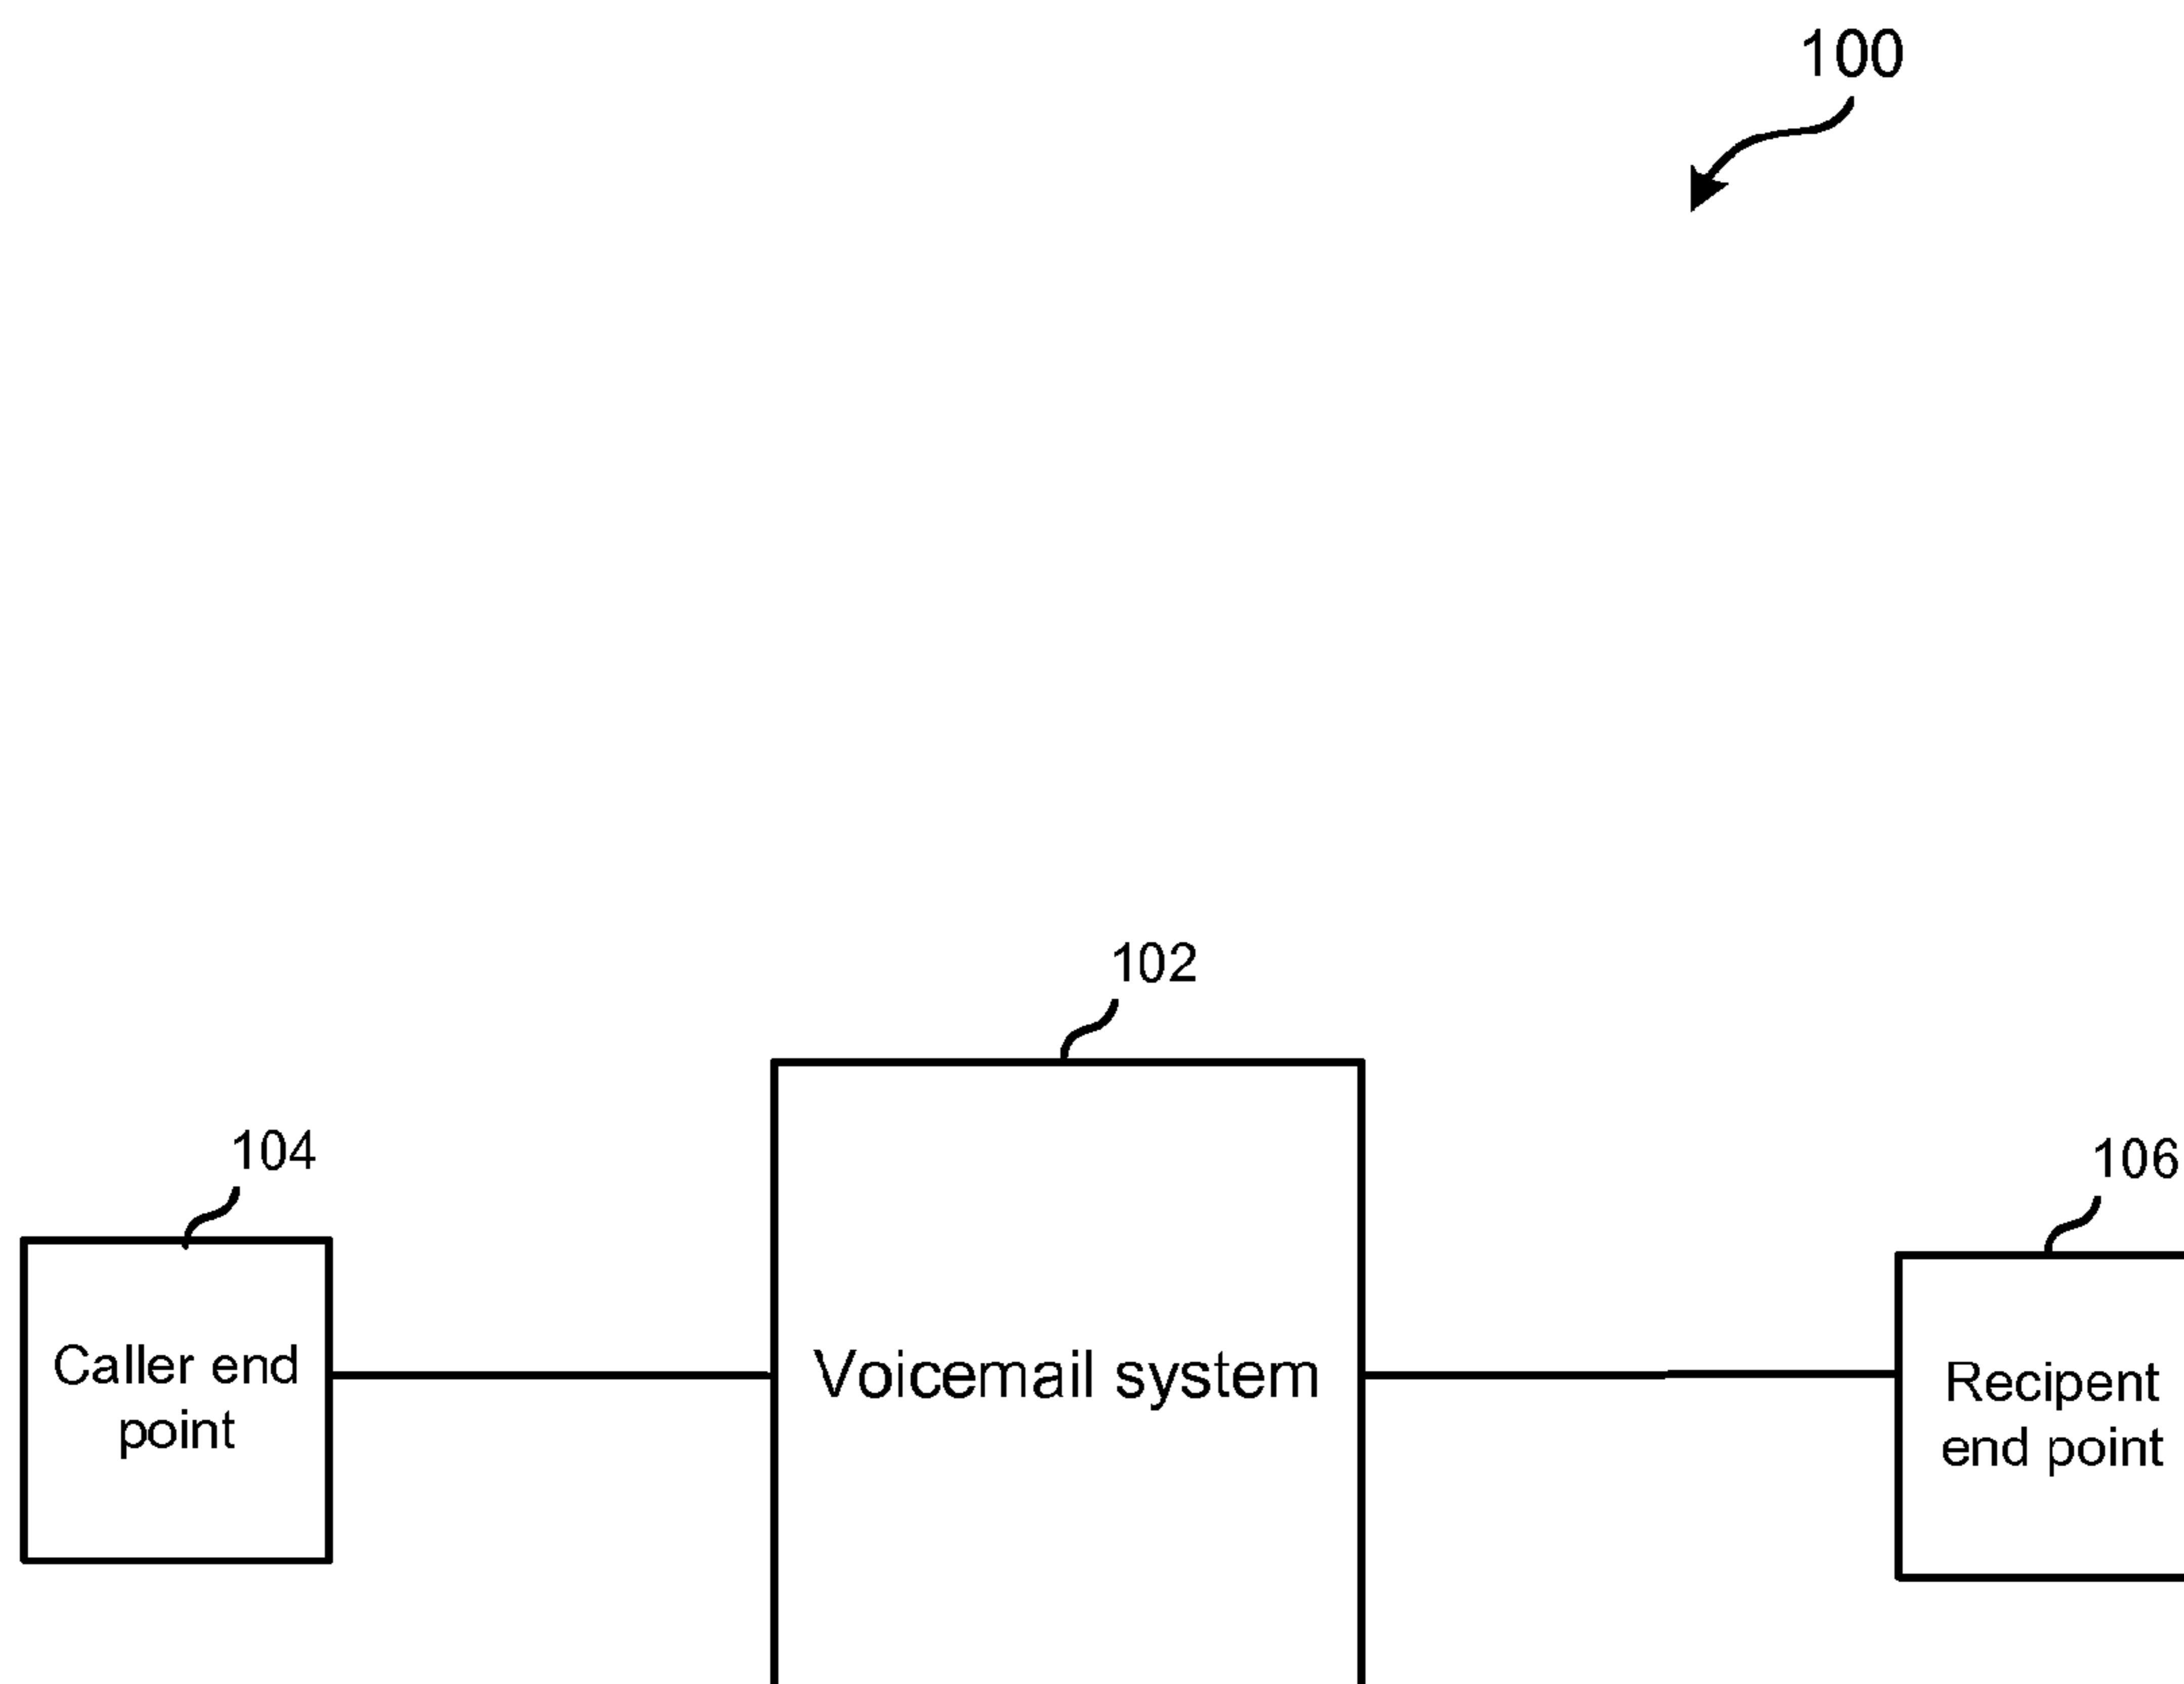 100
102
104
106
Caller end
point
Voicemail system
Recipent
end point